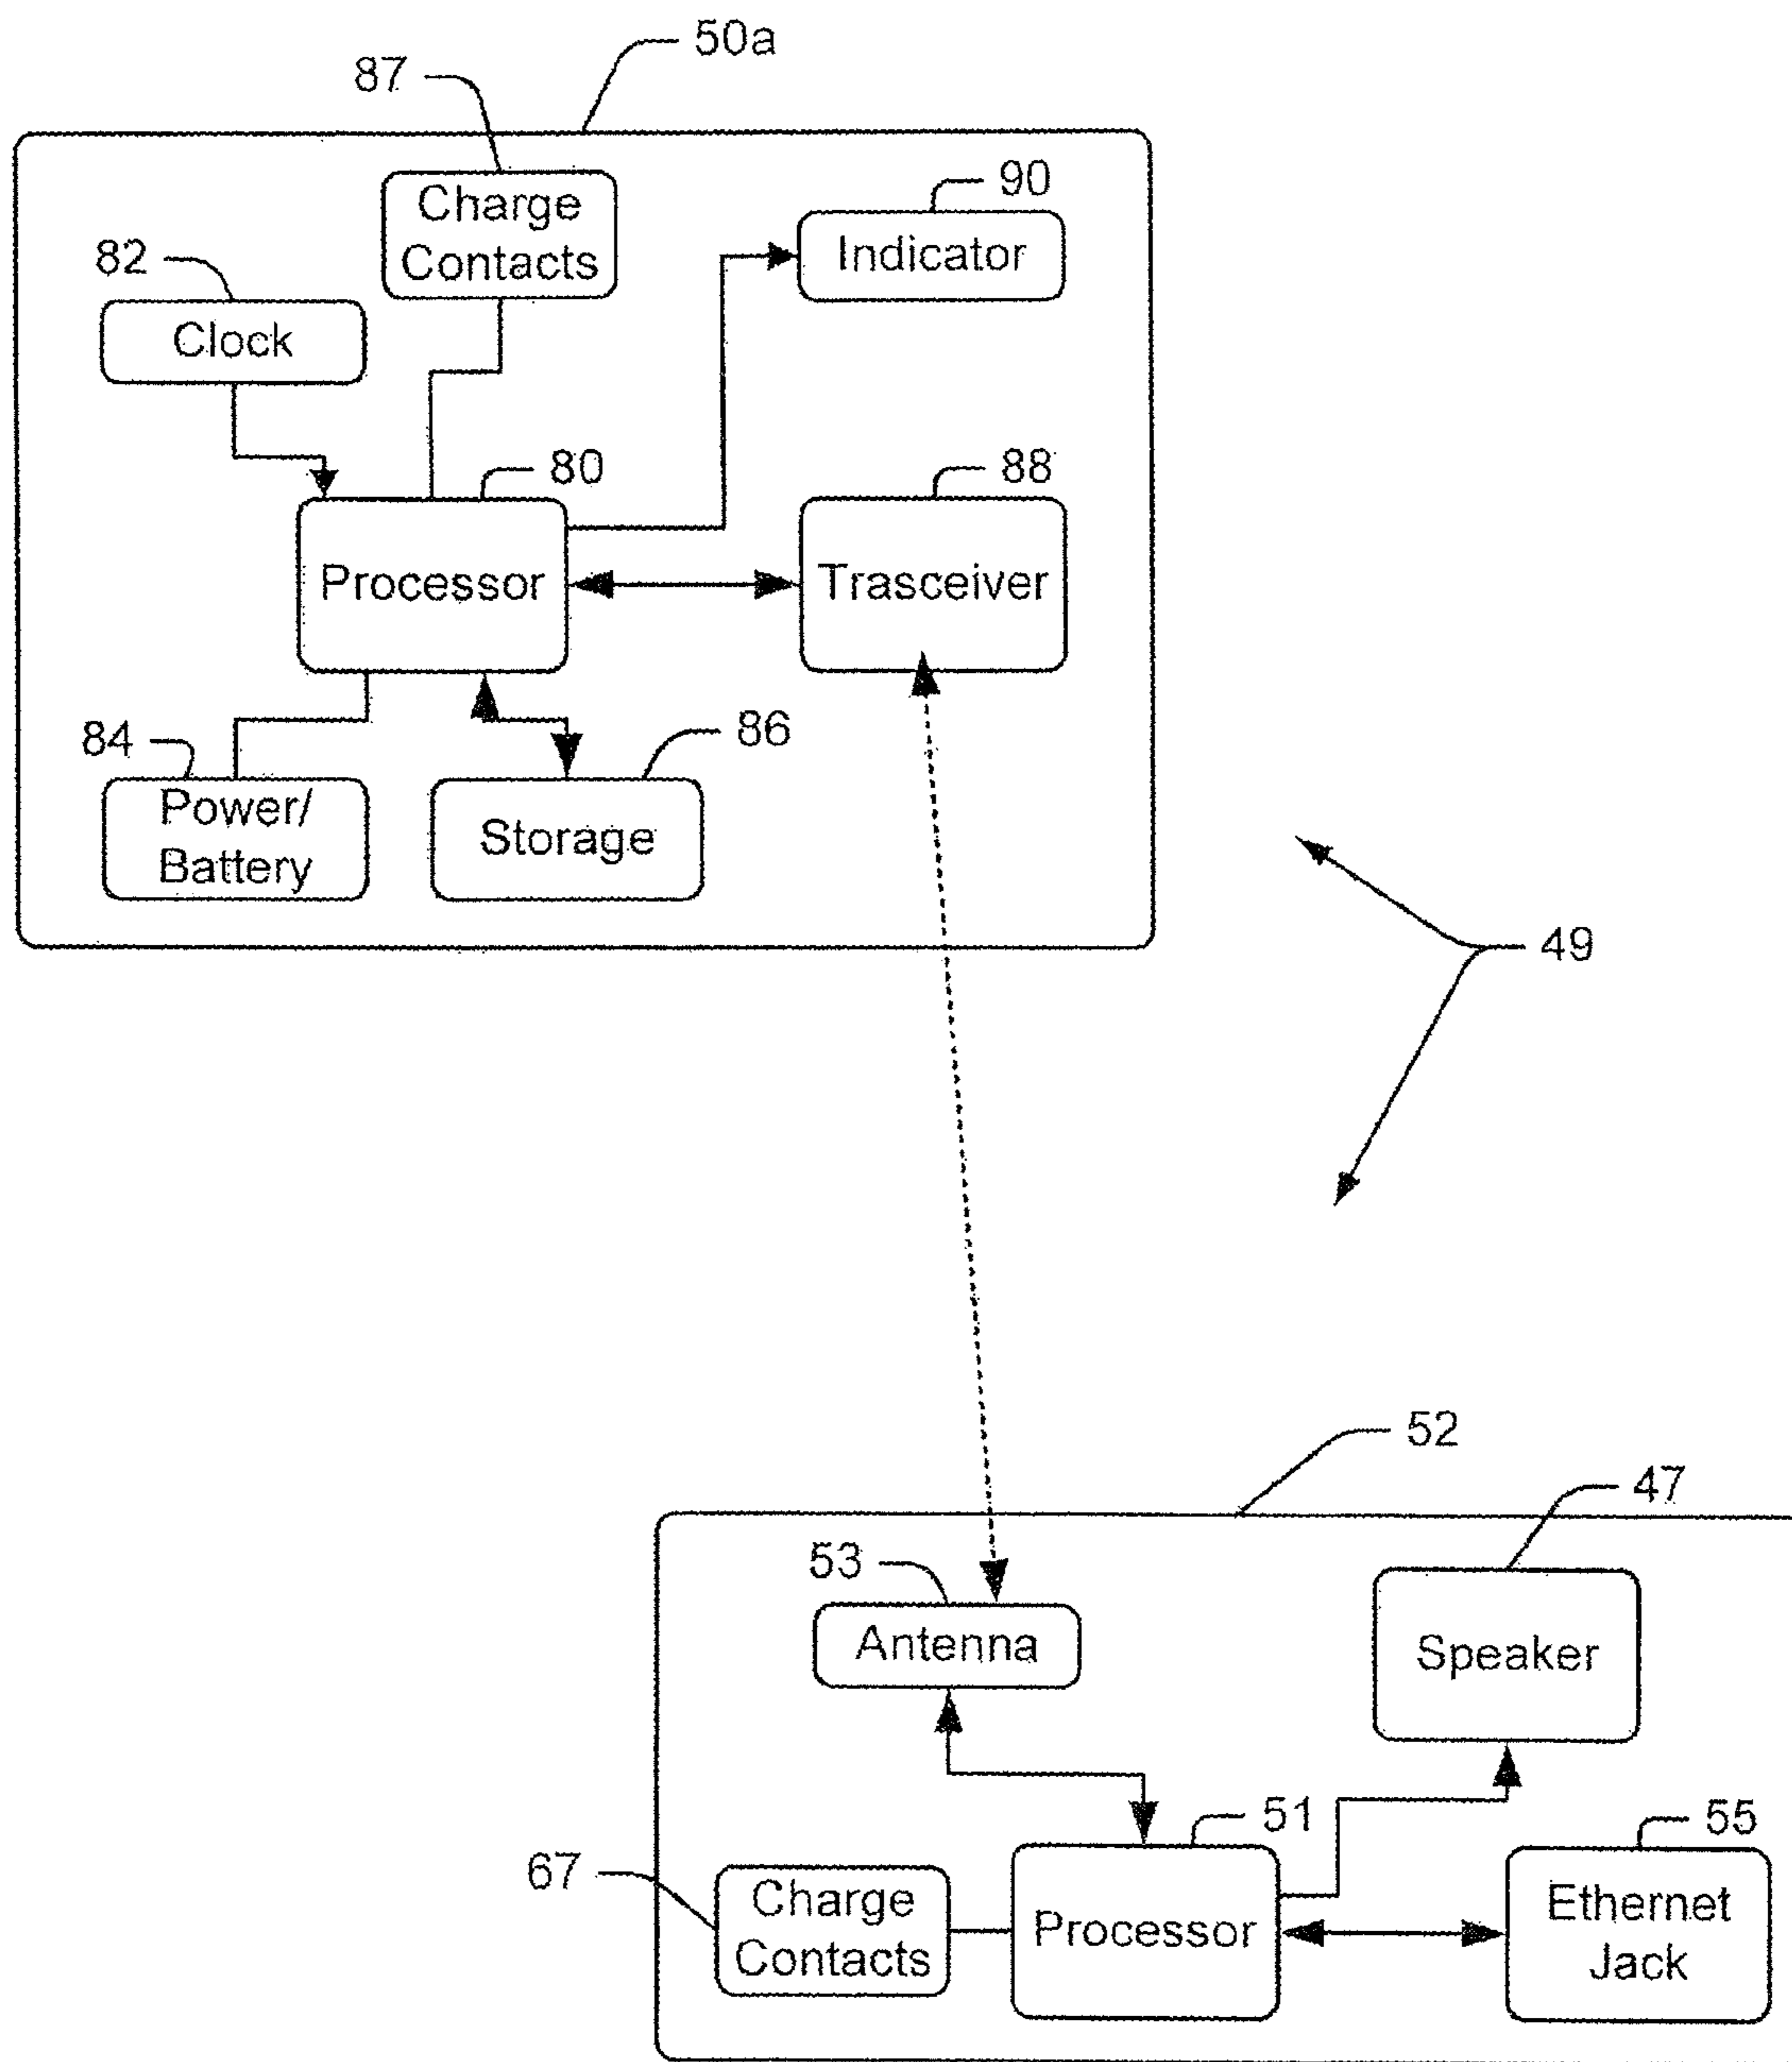 50a
87
Charge
Contacts
90
Indicator
82
Clock
80
Processor
88
Trasceiver
84
Power/
Battery
86
Storage
49
52
47
Speaker
53
Antenna
51
Processor
55
Ethernet
Jack
67
Charge
Contacts